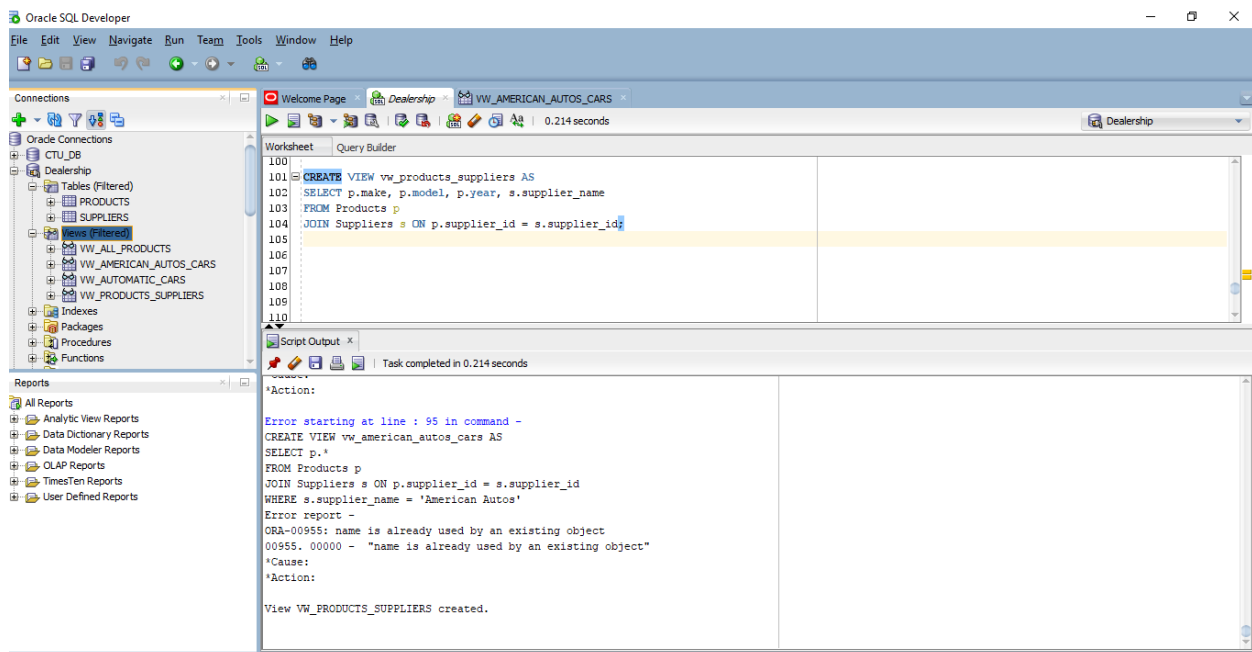 Oracle SQL Developer
File Edit View Navigate Run Team Tools Window Help
Connections
Oracle Connections
CTU_DB
Dealership
Tables (Filtered)
PRODUCTS
SUPPLIERS
Views (Filtered)
VW_ALL_PRODUCTS
VW_AMERICAN_AUTOS_CARS
VW_AUTOMATIC_CARS
VW_PRODUCTS_SUPPLIERS
Indexes
Packages
Procedures
Functions
Reports
All Reports
Analytic View Reports
Data Dictionary Reports
Data Modeler Reports
OLAP Reports
TimesTen Reports
User Defined Reports
Welcome Page Dealership VW_AMERICAN_AUTOS_CARS
0.214 seconds Dealership
Worksheet Query Builder
100
101 CREATE VIEW vw_products_suppliers AS
102 SELECT p.make, p.model, p.year, s.supplier_name
103 FROM Products p
104 JOIN Suppliers s ON p.supplier_id = s.supplier_id;
105
106
107
108
109
110
Script Output
Task completed in 0.214 seconds
*Cause:
*Action:
Error starting at line : 95 in command -
CREATE VIEW vw_american_autos_cars AS
SELECT p.*
FROM Products p
JOIN Suppliers s ON p.supplier_id = s.supplier_id
WHERE s.supplier_name = 'American Autos'
Error report -
ORA-00955: name is already used by an existing object
00955. 00000 - "name is already used by an existing object"
*Cause:
*Action:
View VW_PRODUCTS_SUPPLIERS created.